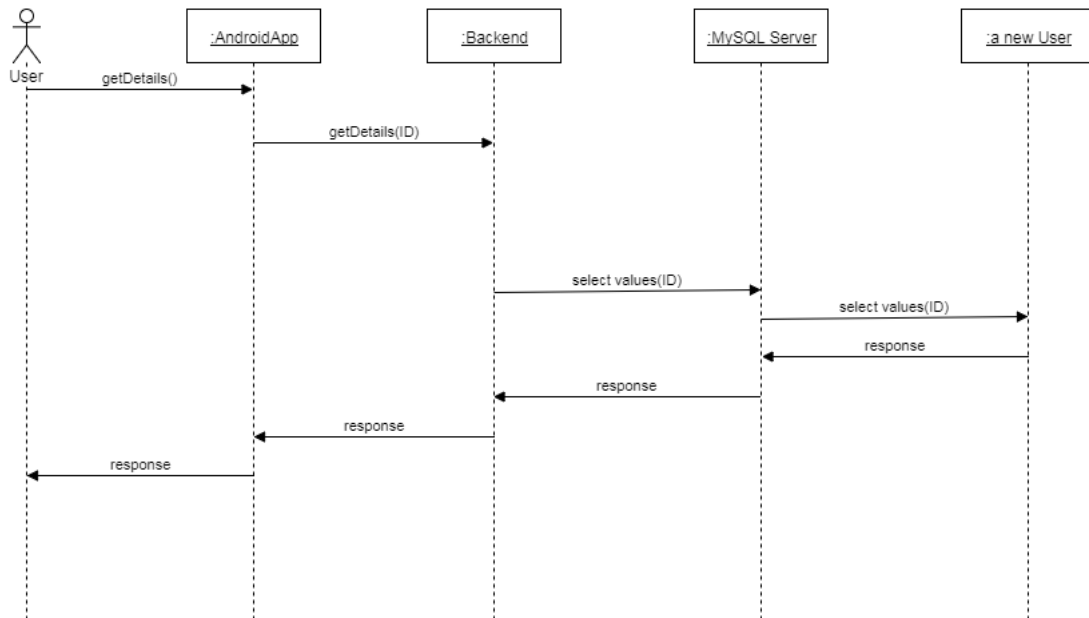 :AndroidApp
:Backend
:MySQL Server
:a new User
User
getDetails()
getDetails(ID)
select values(ID)
select values(ID)
response
response
response
response